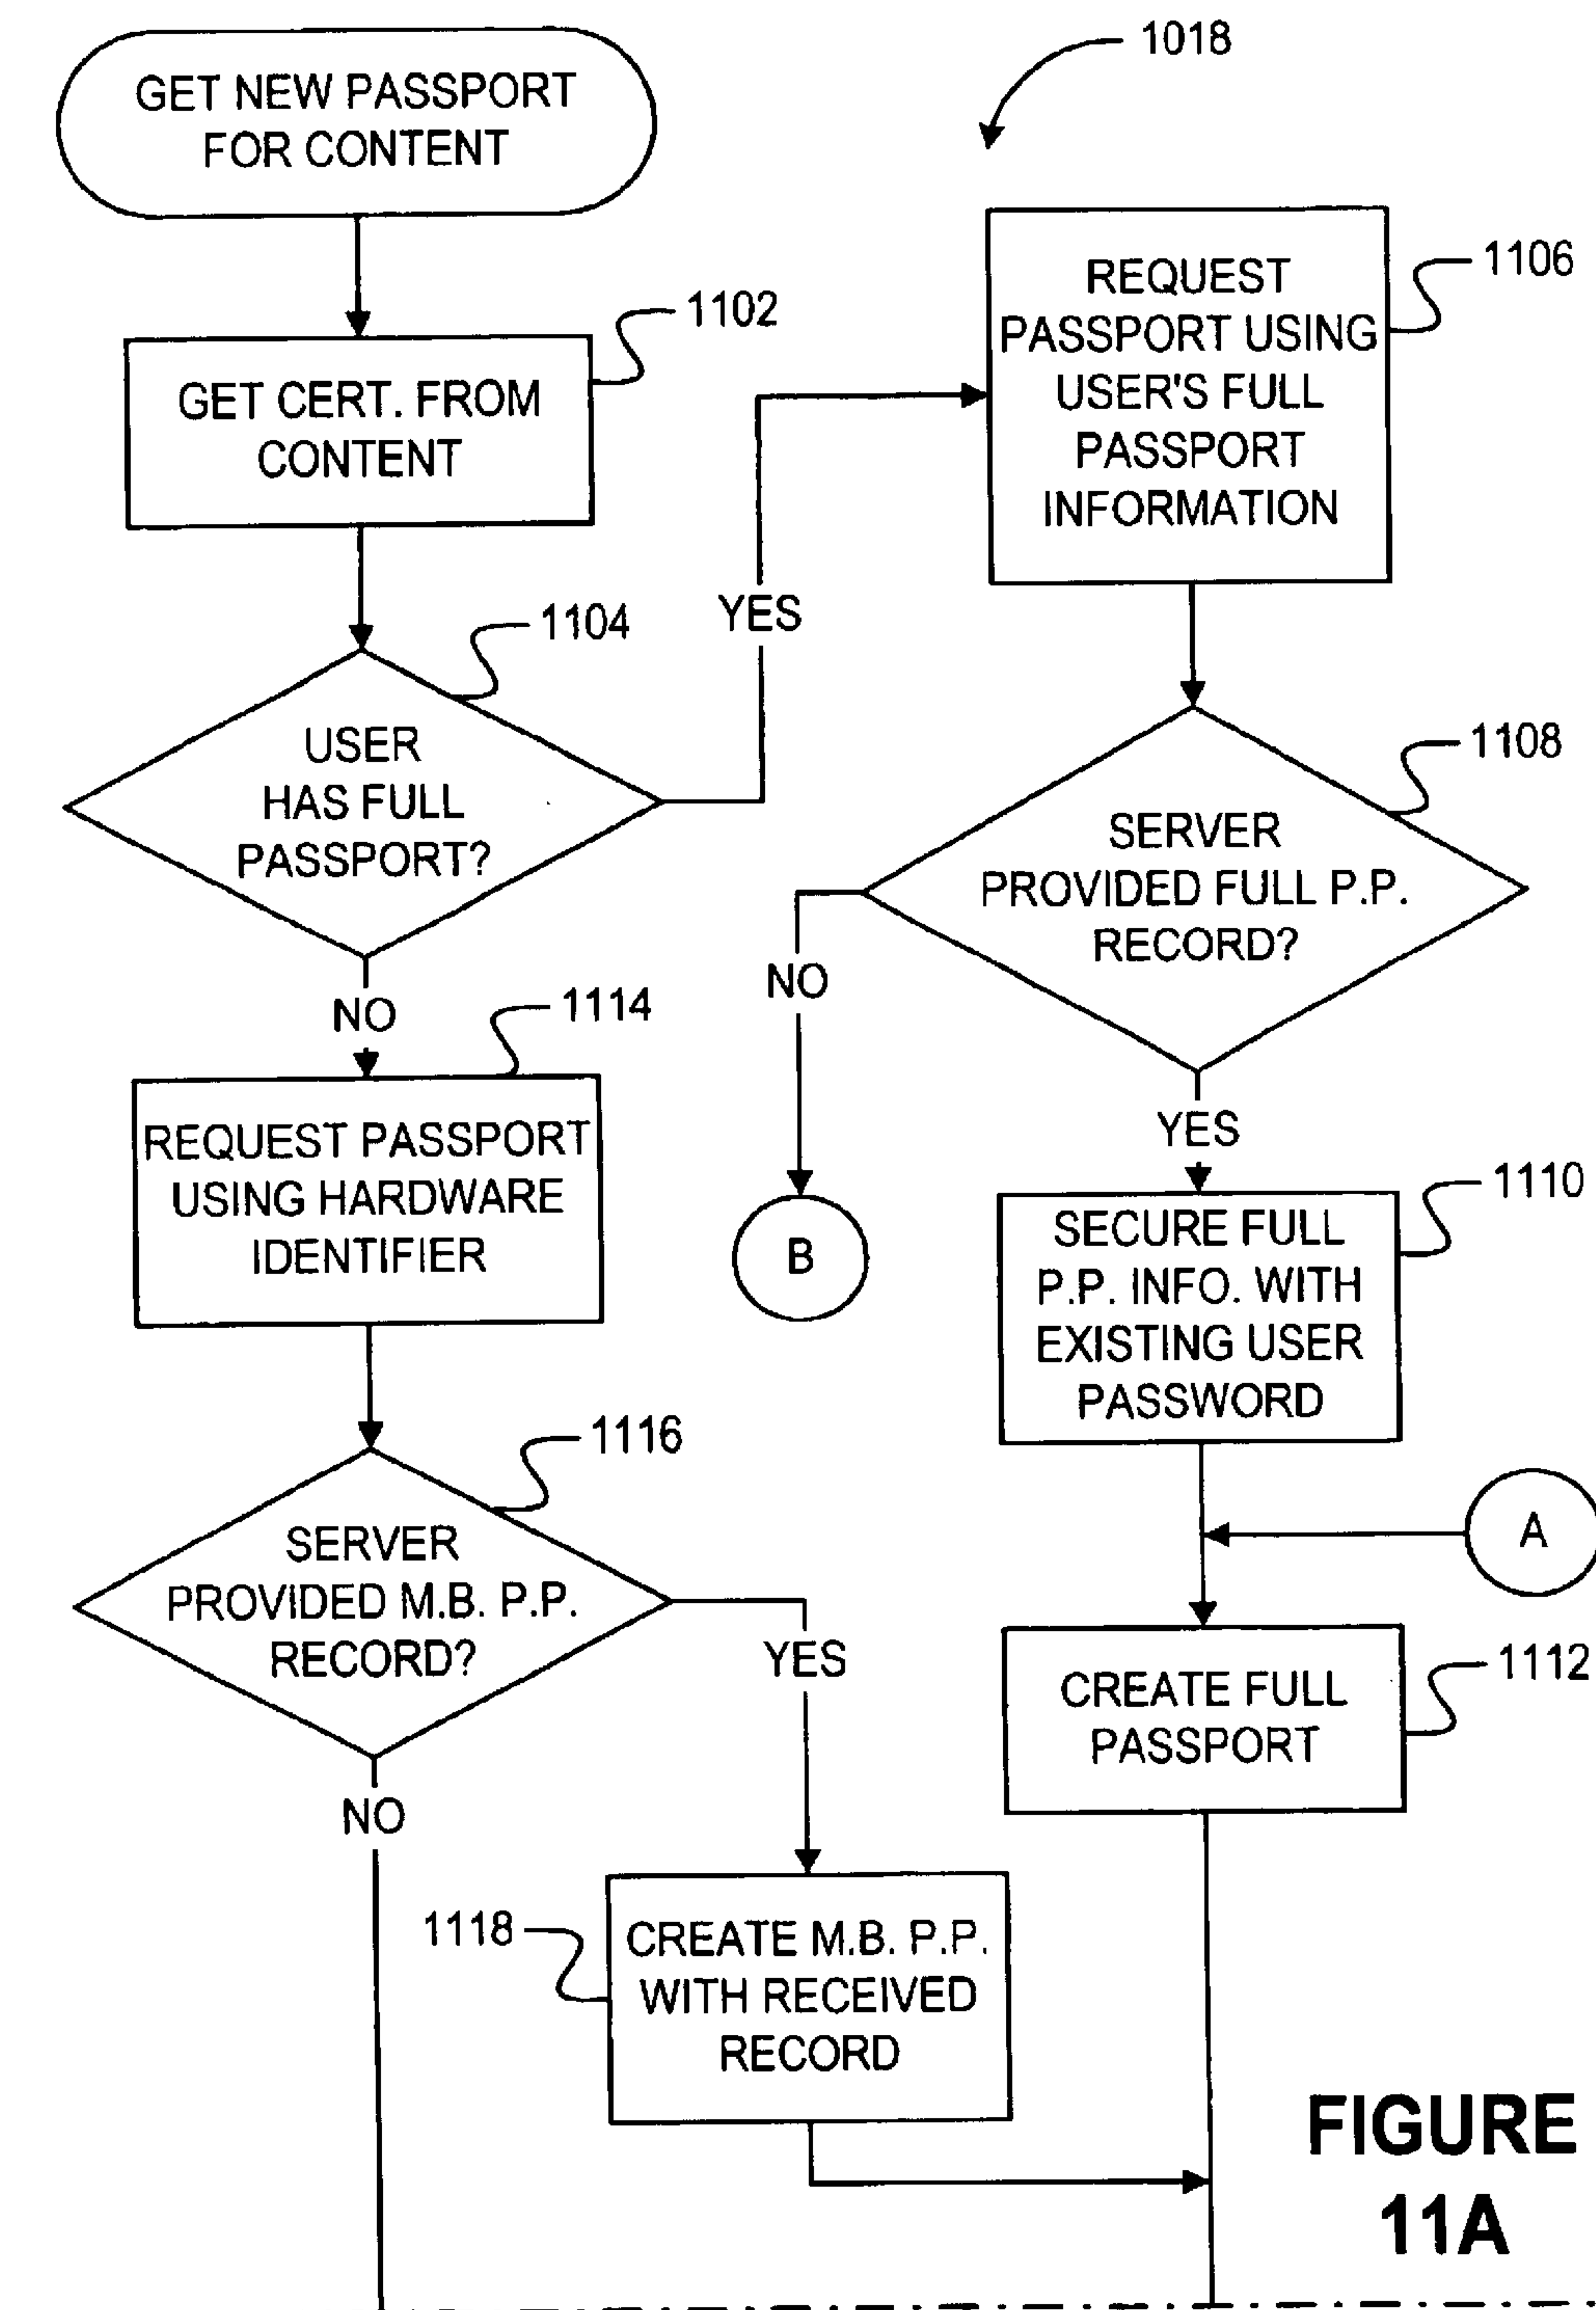 1018
GET NEW PASSPORT
FOR CONTENT
1102
GET CERT. FROM
CONTENT
1104
USER
HAS FULL
PASSPORT?
YES
NO
1106
REQUEST
PASSPORT USING
USER'S FULL
PASSPORT
INFORMATION
1108
SERVER
PROVIDED FULL P.P.
RECORD?
NO
B
YES
1110
SECURE FULL
P.P. INFO. WITH
EXISTING USER
PASSWORD
A
1112
CREATE FULL
PASSPORT
1114
REQUEST PASSPORT
USING HARDWARE
IDENTIFIER
1116
SERVER
PROVIDED M.B. P.P.
RECORD?
YES
NO
1118
CREATE M.B. P.P.
WITH RECEIVED
RECORD
FIGURE
11A